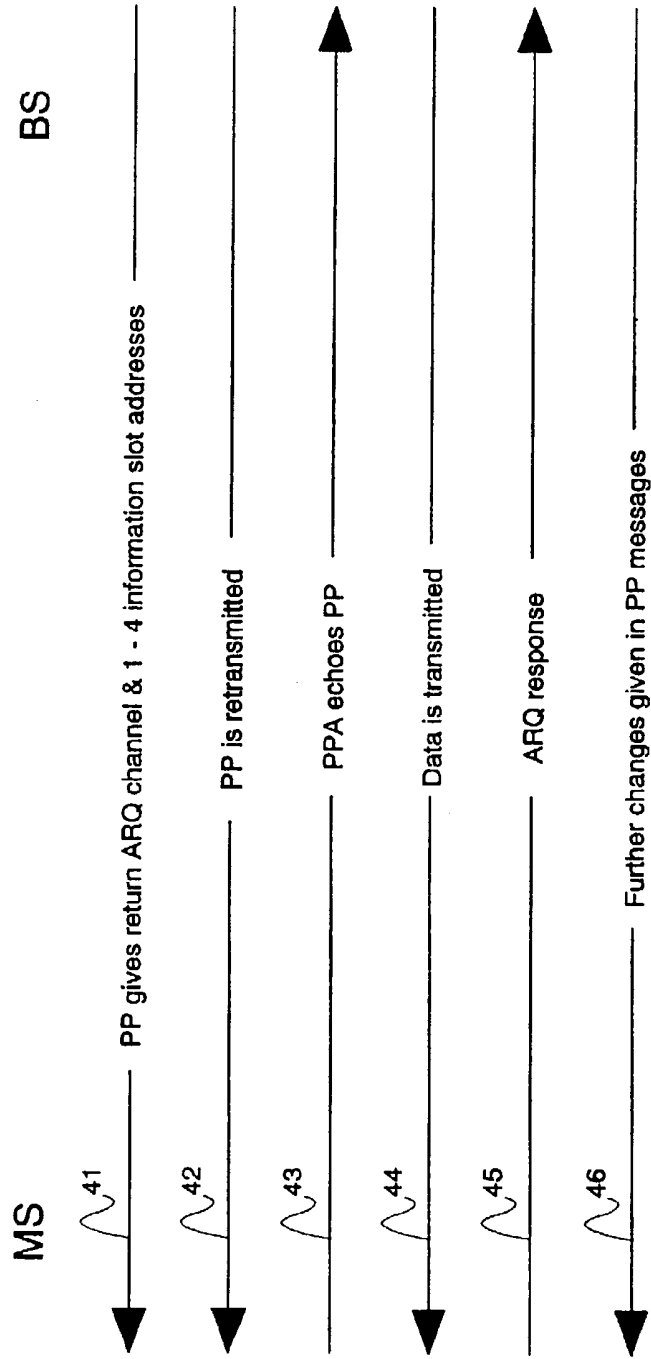 MS
BS
41
PP gives return ARQ channel & 1 - 4 information slot addresses
42
PP is retransmitted
43
PPA echoes PP
44
Data is transmitted
45
ARQ response
46
Further changes given in PP messages